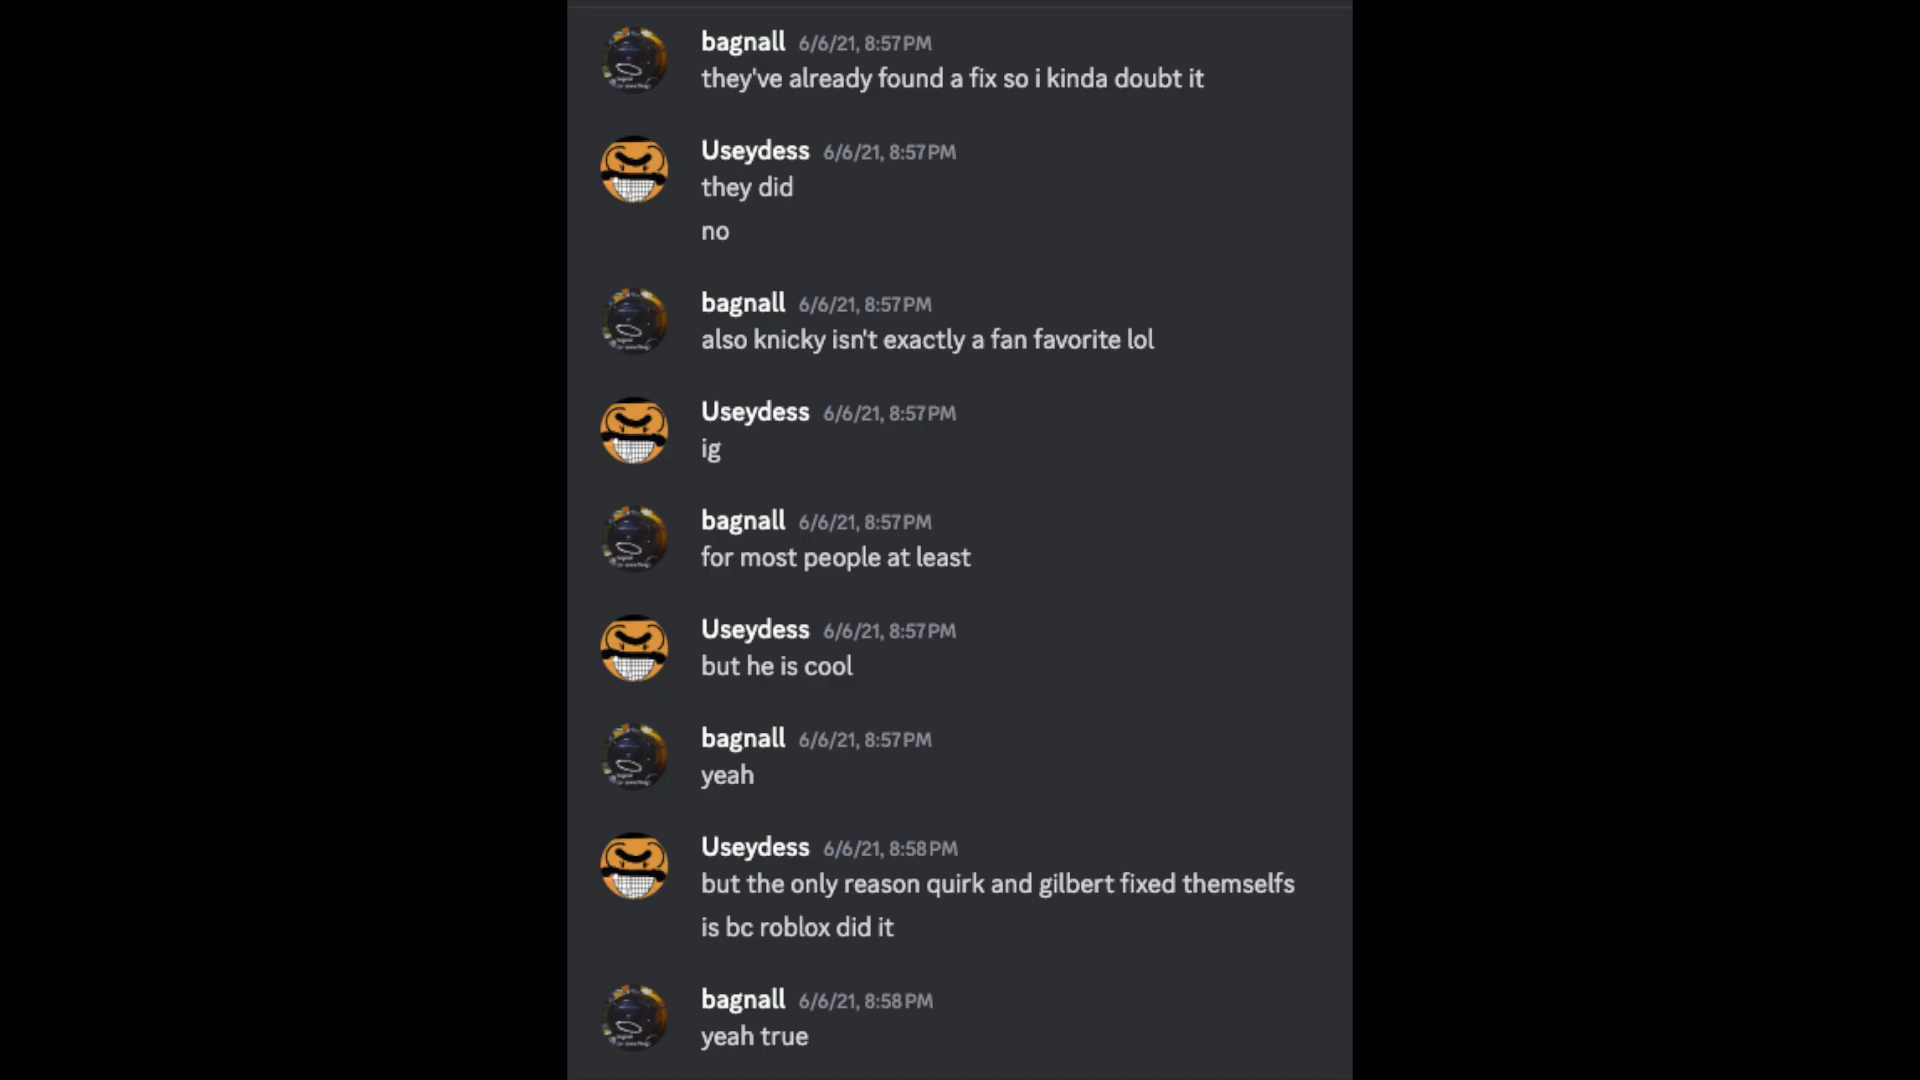 bagnall 6/6/21, 8:57 PM
they've already found a fix so i kinda doubt it
Useydess 6/6/21, 8:57 PM
they did
no
bagnall 6/6/21, 8:57 PM
also knicky isn't exactly a fan favorite lol
Useydess 6/6/21, 8:57 PM
ig
bagnall 6/6/21, 8:57 PM
for most people at least
Useydess 6/6/21, 8:57 PM
but he is cool
bagnall 6/6/21, 8:57 PM
yeah
Useydess 6/6/21, 8:58 PM
but the only reason quirk and gilbert fixed themselfs
is bc roblox did it
bagnall 6/6/21, 8:58 PM
yeah true